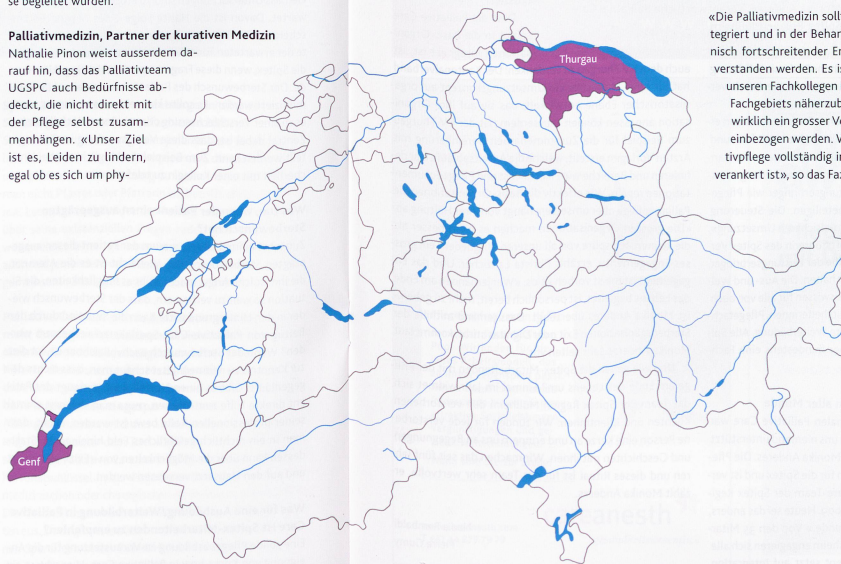 se begleitet wurden.
Palliativmedizin, Partner der kurativen Medizin
Nathalie Pinon weist ausserdem da-
rauf hin, dass das Palliativteam
UGSPC auch Bedürfnisse ab-
deckt, die nicht direkt mit
der Pflege selbst zusam-
menhängen. «Unser Ziel
ist es, Leiden zu lindern,
egal ob es sich um phy-
Thurgau
Genf
«Die Palliativmedizin soll
tegriert und in der Behan
nisch fortschreitender Er
verstanden werden. Es is
unseren Fachkollegen
Fachgebiets näherzub
wirklich ein grosser Vo
einbezogen werden. V
tivpflege vollständig in
verankert ist», so das Faz